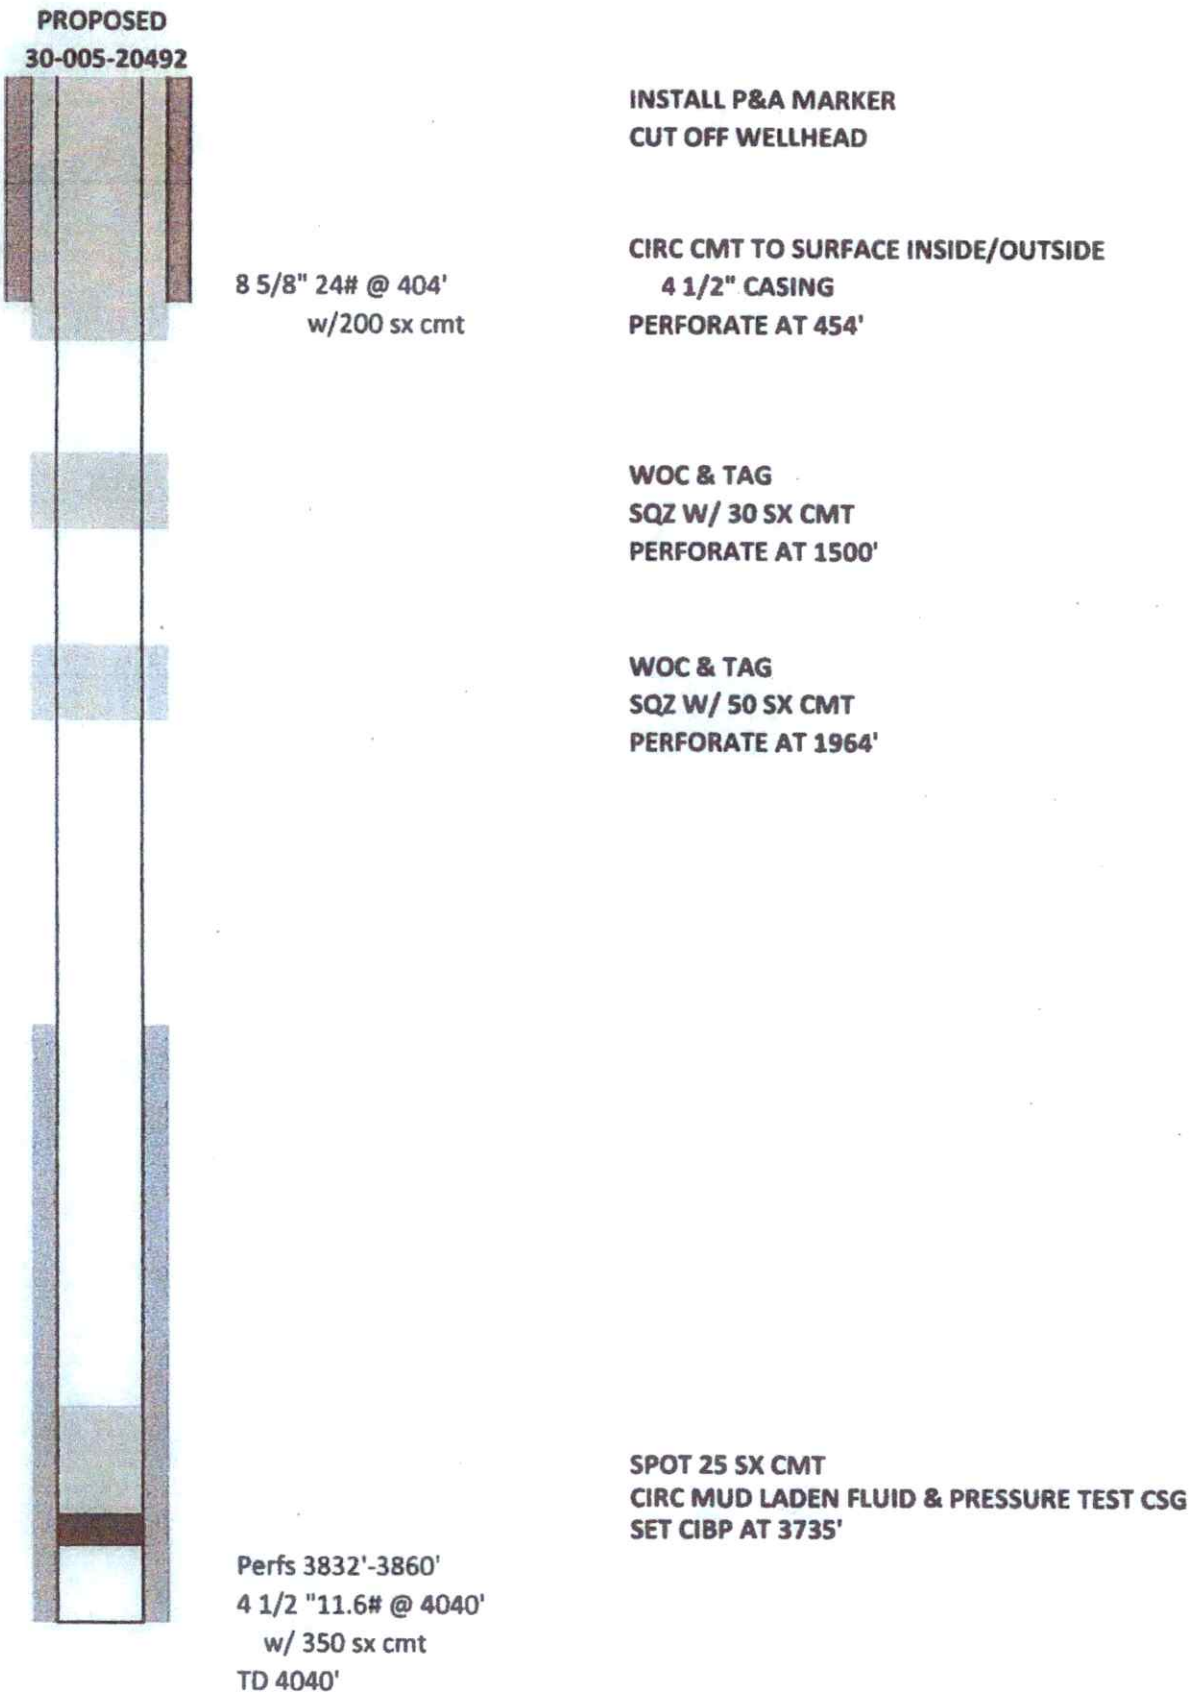 PROPOSED
30-005-20492
INSTALL P&A MARKER
CUT OFF WELLHEAD
CIRC CMT TO SURFACE INSIDE/OUTSIDE
8 5/8" 24# @ 404'
4 1/2" CASING
w/200 sx cmt
PERFORATE AT 454'
WOC & TAG
SQZ W/ 30 SX CMT
PERFORATE AT 1500'
WOC & TAG
SQZ W/ 50 SX CMT
PERFORATE AT 1964'
SPOT 25 SX CMT
CIRC MUD LADEN FLUID & PRESSURE TEST CSG
SET CIBP AT 3735'
Perfs 3832'-3860'
4 1/2 "11.6# @ 4040'
w/ 350 sx cmt
TD 4040'